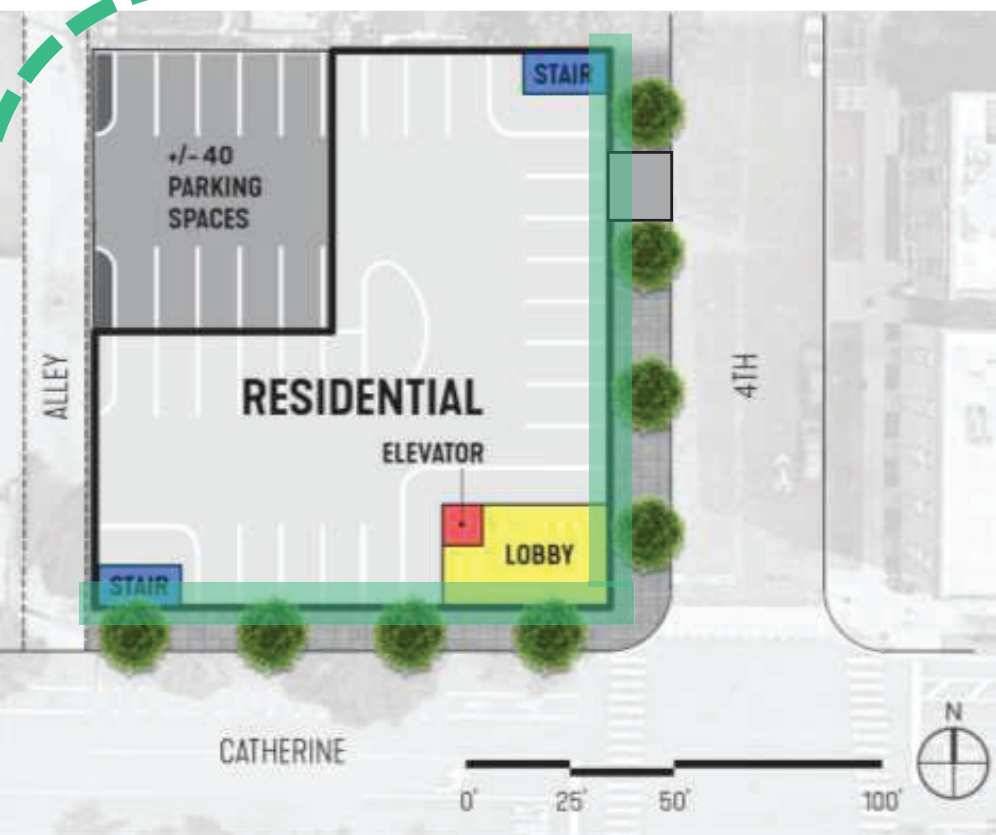 STAIR
+/- 40
PARKING
SPACES
ALLEY
4TH
RESIDENTIAL
ELEVATOR
LOBBY
STAIR
CATHERINE
N
0' 25' 50' 100'